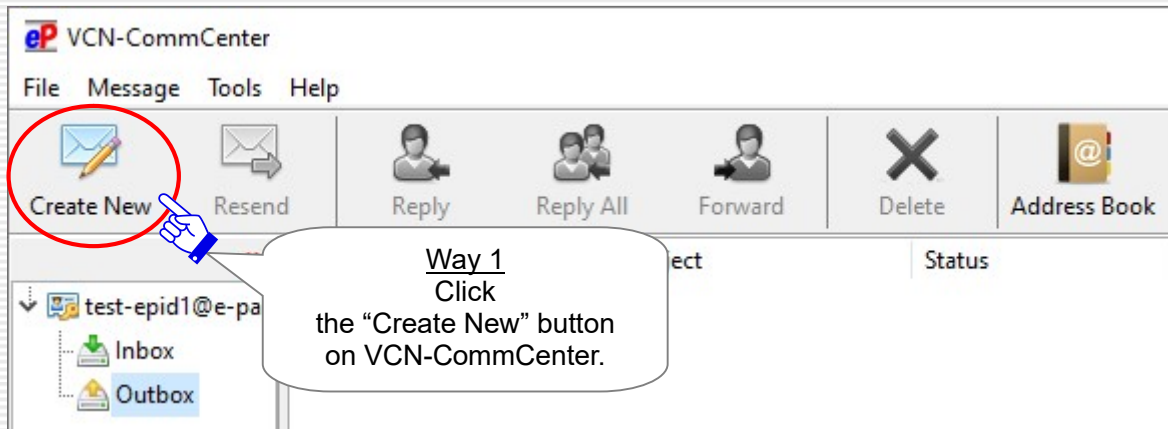 eP VCN-CommCenter
File Message Tools Help
Create New Resend Reply Reply All Forward Delete Address Book
ject Status
Way 1
Click
the “Create New” button
on VCN-CommCenter.
test-epid1@e-pa
Inbox
Outbox